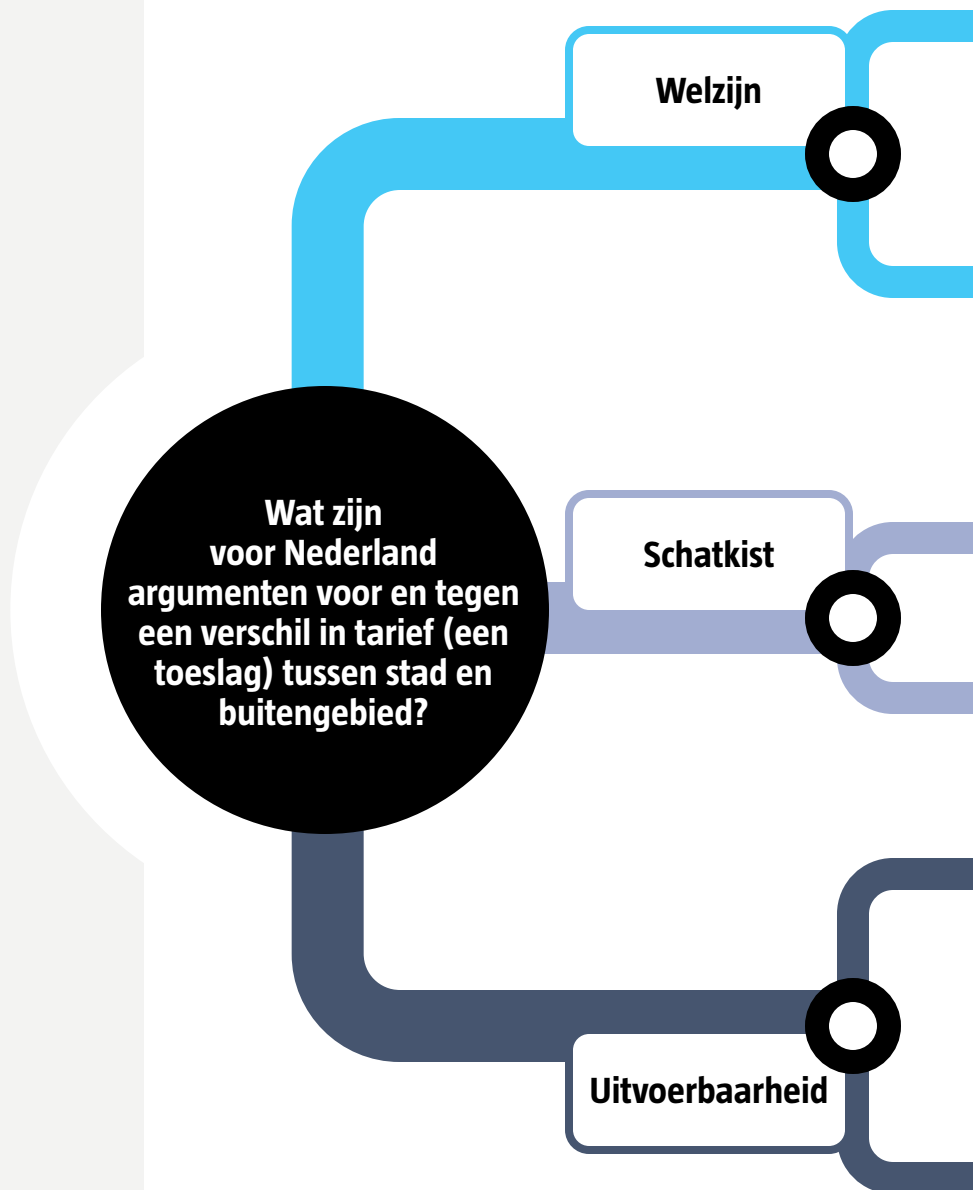 Welzijn
Wat zijn
voor Nederland
argumenten voor en tegen
een verschil in tarief (een
toeslag) tussen stad en
buitengebied?
Schatkist
Uitvoerbaarheid